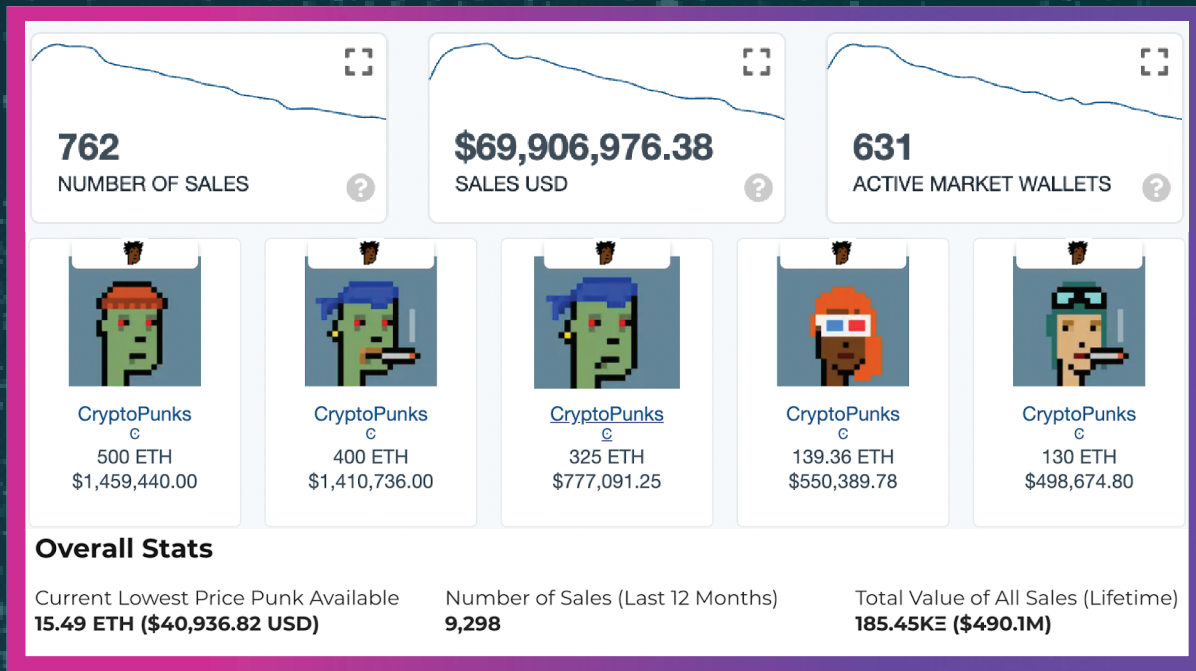 762
NUMBER OF SALES
?
$69,906,976.38
SALES USD
?
631
ACTIVE MARKET WALLETS
?
CryptoPunks
500 ETH
$1,459,440.00
CryptoPunks
400 ETH
$1,410,736.00
CryptoPunks
325 ETH
$777,091.25
CryptoPunks
139.36 ETH
$550,389.78
CryptoPunks
130 ETH
$498,674.80
Overall Stats
Current Lowest Price Punk Available
15.49 ETH ($40,936.82 USD)
Number of Sales (Last 12 Months)
9,298
Total Value of All Sales (Lifetime)
185.45KΞ ($490.1M)